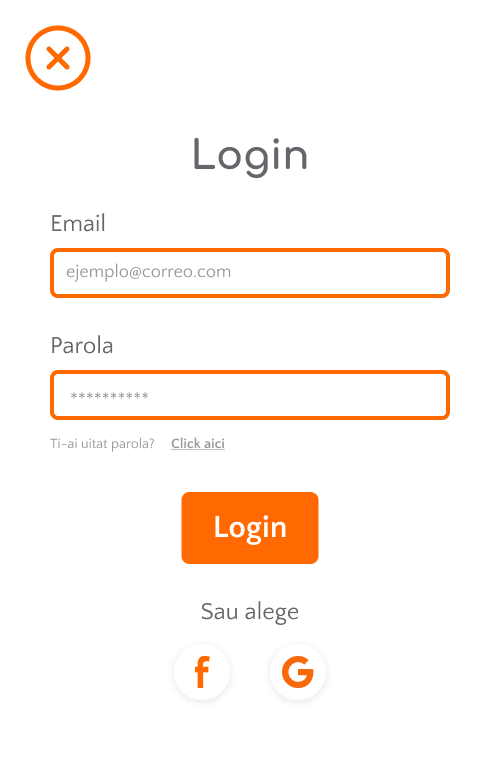 Login
Email
ejemplo@correo.com
Parola
**********
Ti-ai uitat parola? Click aici
Login
Sau alege
f G